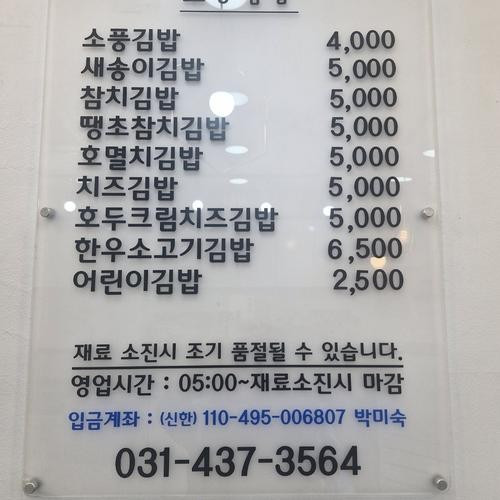 소풍김밥 4,000
새송이김밥 5,000
참치김밥 5,000
땡초참치김밥 5,000
호멸치김밥 5,000
치즈김밥 5,000
호두크림치즈김밥 5,000
한우소고기김밥 6,500
어린이김밥 2,500
재료 소진시 조기 품절될 수 있습니다.
영업시간 : 05:00~재료소진시 마감
입금계좌 : (신한) 110-495-006807 박미숙
031-437-3564